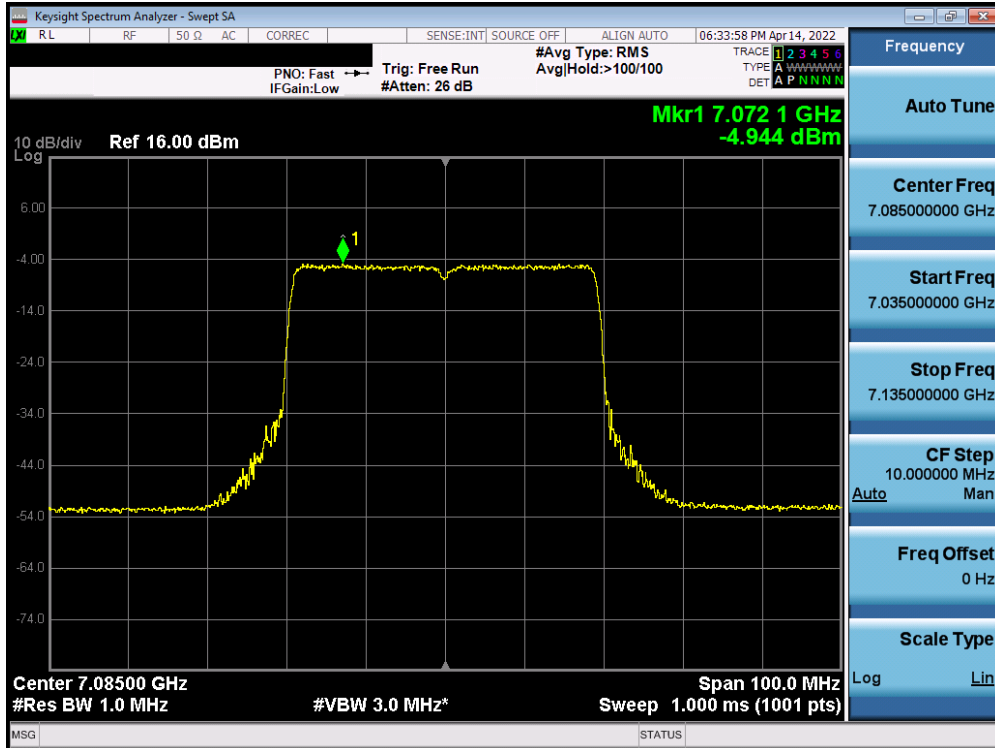 Keysight Spectrum Analyzer - Swept SA
LXI RL RF 50 Ω AC CORREC SENSE:INT SOURCE OFF ALIGN AUTO 06:33:58 PM Apr 14, 2022
#Avg Type: RMS TRACE 1 2 3 4 5 6
PNO: Fast Trig: Free Run Avg|Hold:>100/100 TYPE A WWWWW
IFGain:Low #Atten: 26 dB DET A P N N N N
Mkr1 7.072 1 GHz
-4.944 dBm
10 dB/div Ref 16.00 dBm
Log
1
6.00
-4.00
-14.0
-24.0
-34.0
-44.0
-54.0
-64.0
-74.0
Center 7.08500 GHz Span 100.0 MHz
#Res BW 1.0 MHz #VBW 3.0 MHz* Sweep 1.000 ms (1001 pts)
MSG STATUS
Frequency
Auto Tune
Center Freq
7.085000000 GHz
Start Freq
7.035000000 GHz
Stop Freq
7.135000000 GHz
CF Step
10.000000 MHz
Auto Man
Freq Offset
0 Hz
Scale Type
Log Lin